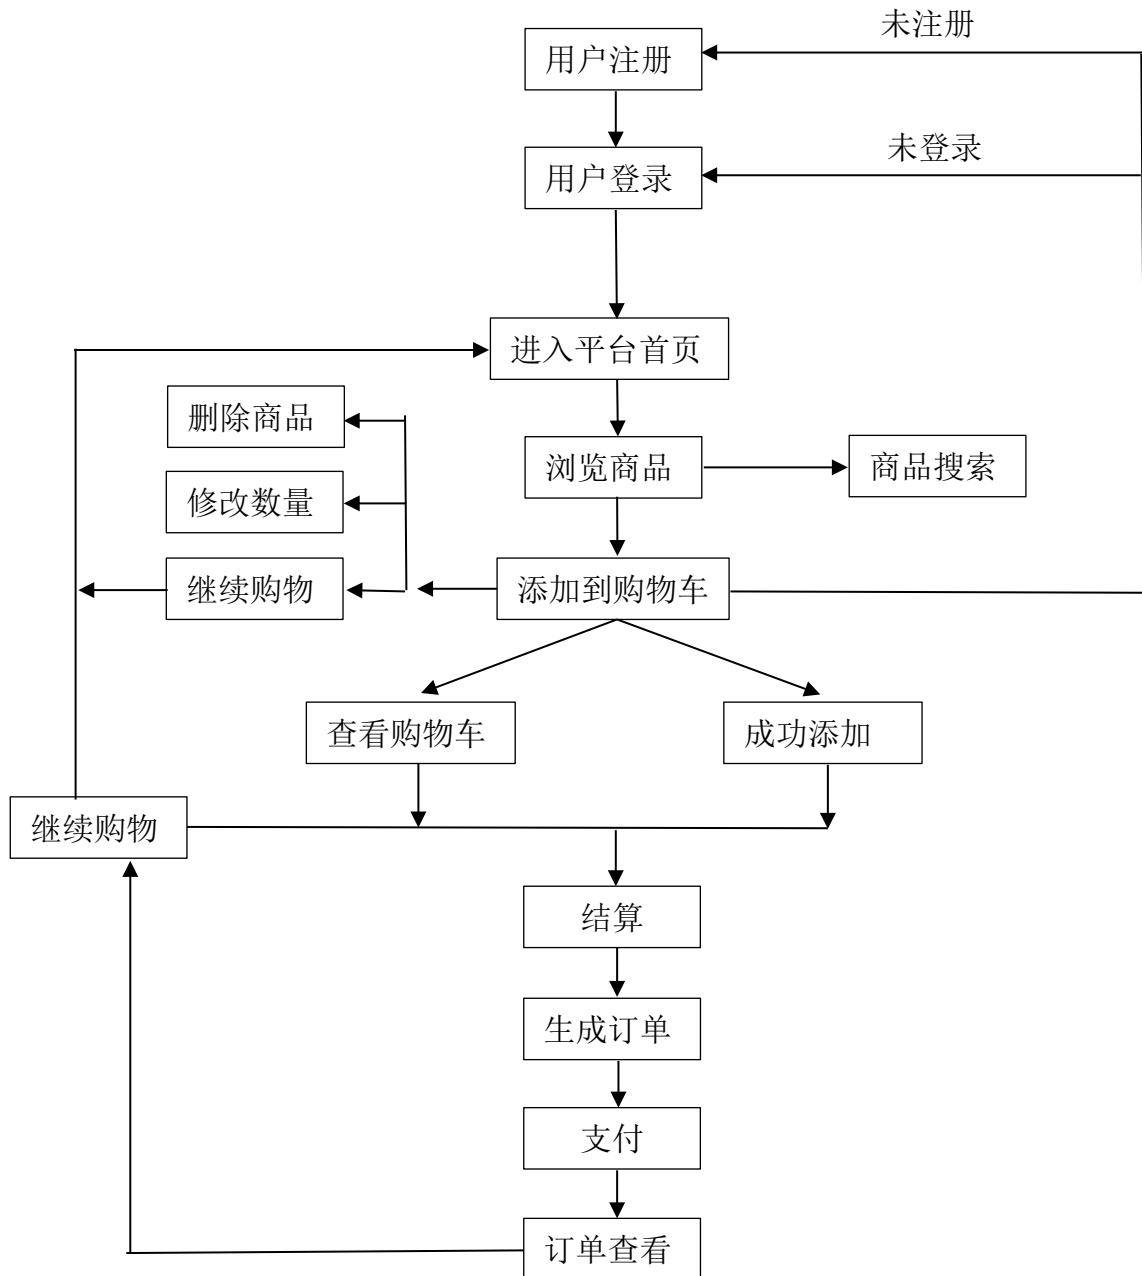 未注册
用户注册
未登录
用户登录
进入平台首页
删除商品
浏览商品
商品搜索
修改数量
继续购物
添加到购物车
查看购物车
成功添加
继续购物
结算
生成订单
支付
订单查看